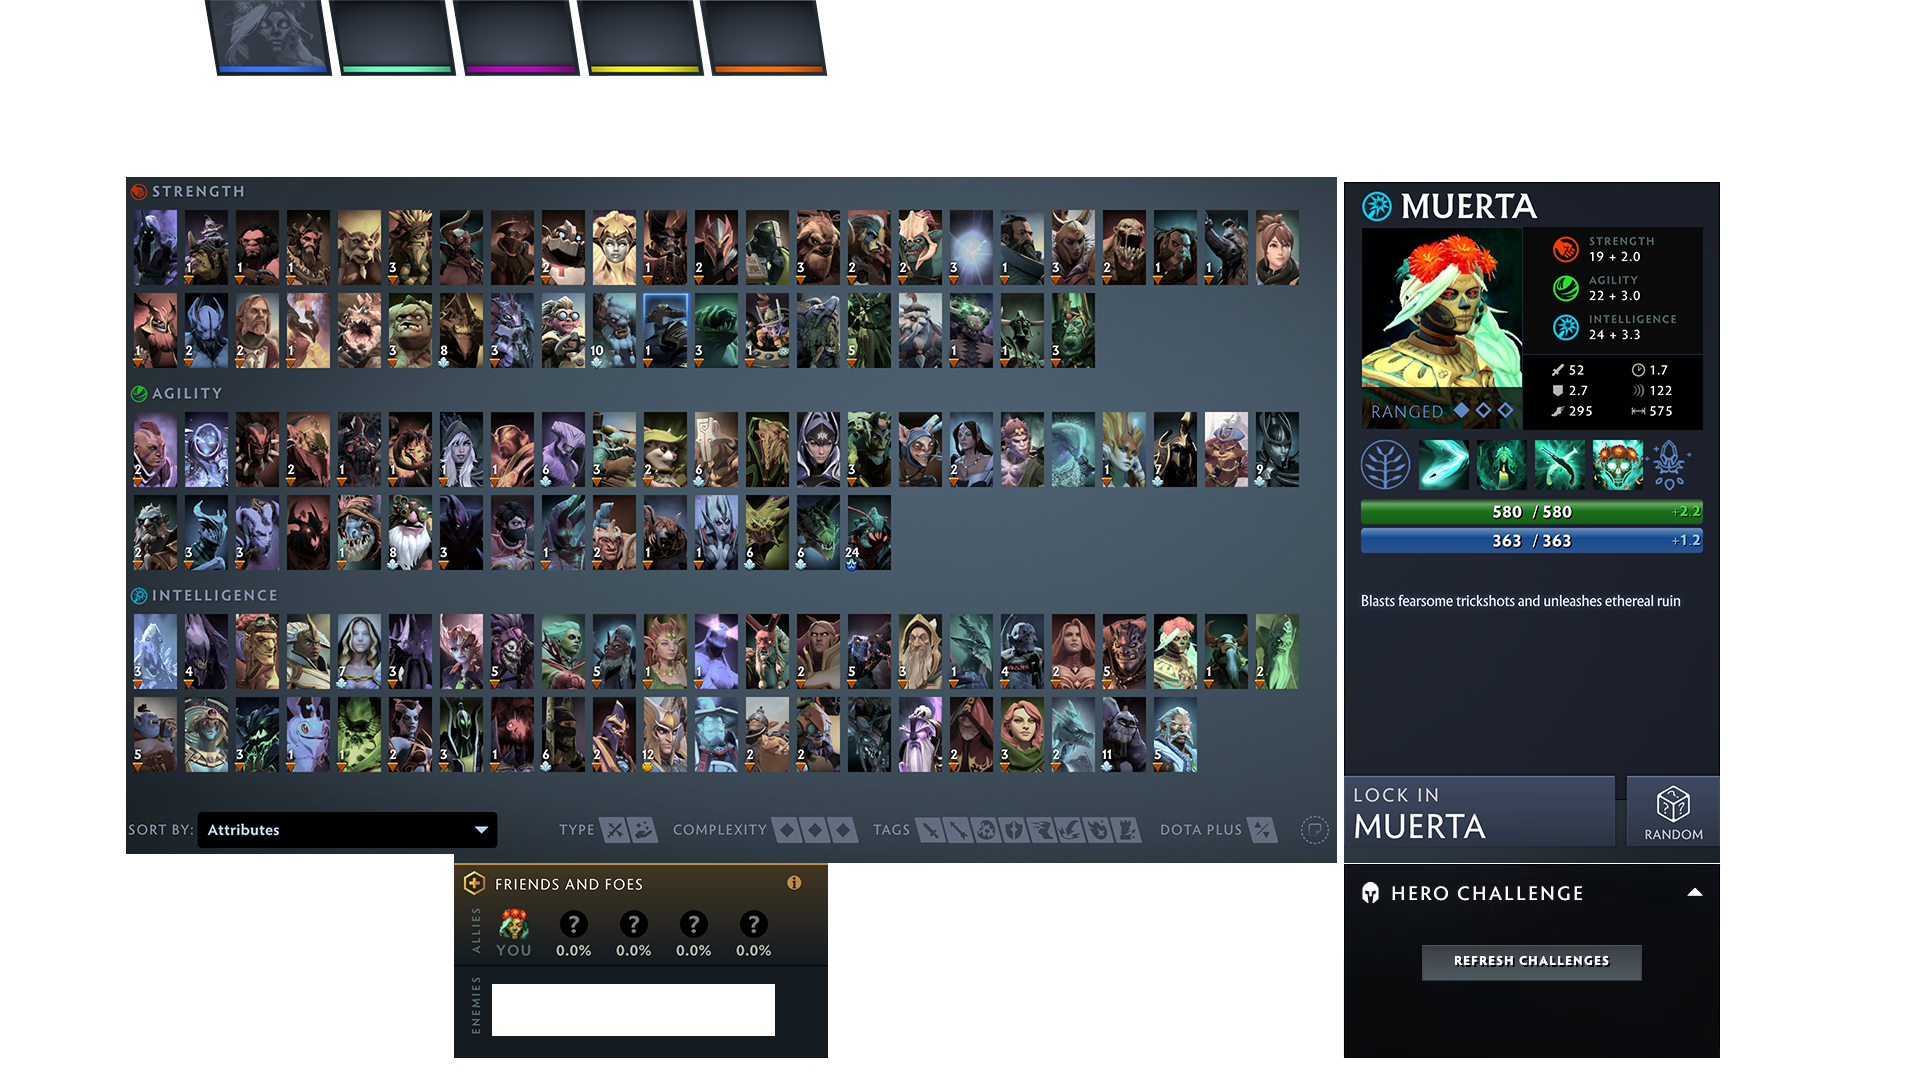 STRENGTH
1 1 1 3 2 1 2 3 2 2 3 1 3 2 1 1
1 2 2 1 3 8 3 10 1 3 1 5 1 1 3
AGILITY
2 2 1 1 1 1 6 3 2 6 3 2 1 7 9
2 3 3 1 8 3 1 2 1 1 6 6 24
INTELLIGENCE
3 4 7 3 5 5 1 1 2 5 3 1 4 2 5 1 2
5 3 1 1 2 3 1 6 2 12 2 2 2 3 2 11 5
SORT BY: Attributes
TYPE COMPLEXITY TAGS DOTA PLUS
MUERTA
STRENGTH
19 + 2.0
AGILITY
22 + 3.0
INTELLIGENCE
24 + 3.3
52 1.7
2.7 122
295 575
RANGED
580 / 580 +2.2
363 / 363 +1.2
Blasts fearsome trickshots and unleashes ethereal ruin
LOCK IN
MUERTA
RANDOM
FRIENDS AND FOES
ALLIES
YOU
? ? ? ?
0.0% 0.0% 0.0% 0.0%
ENEMIES
HERO CHALLENGE
REFRESH CHALLENGES